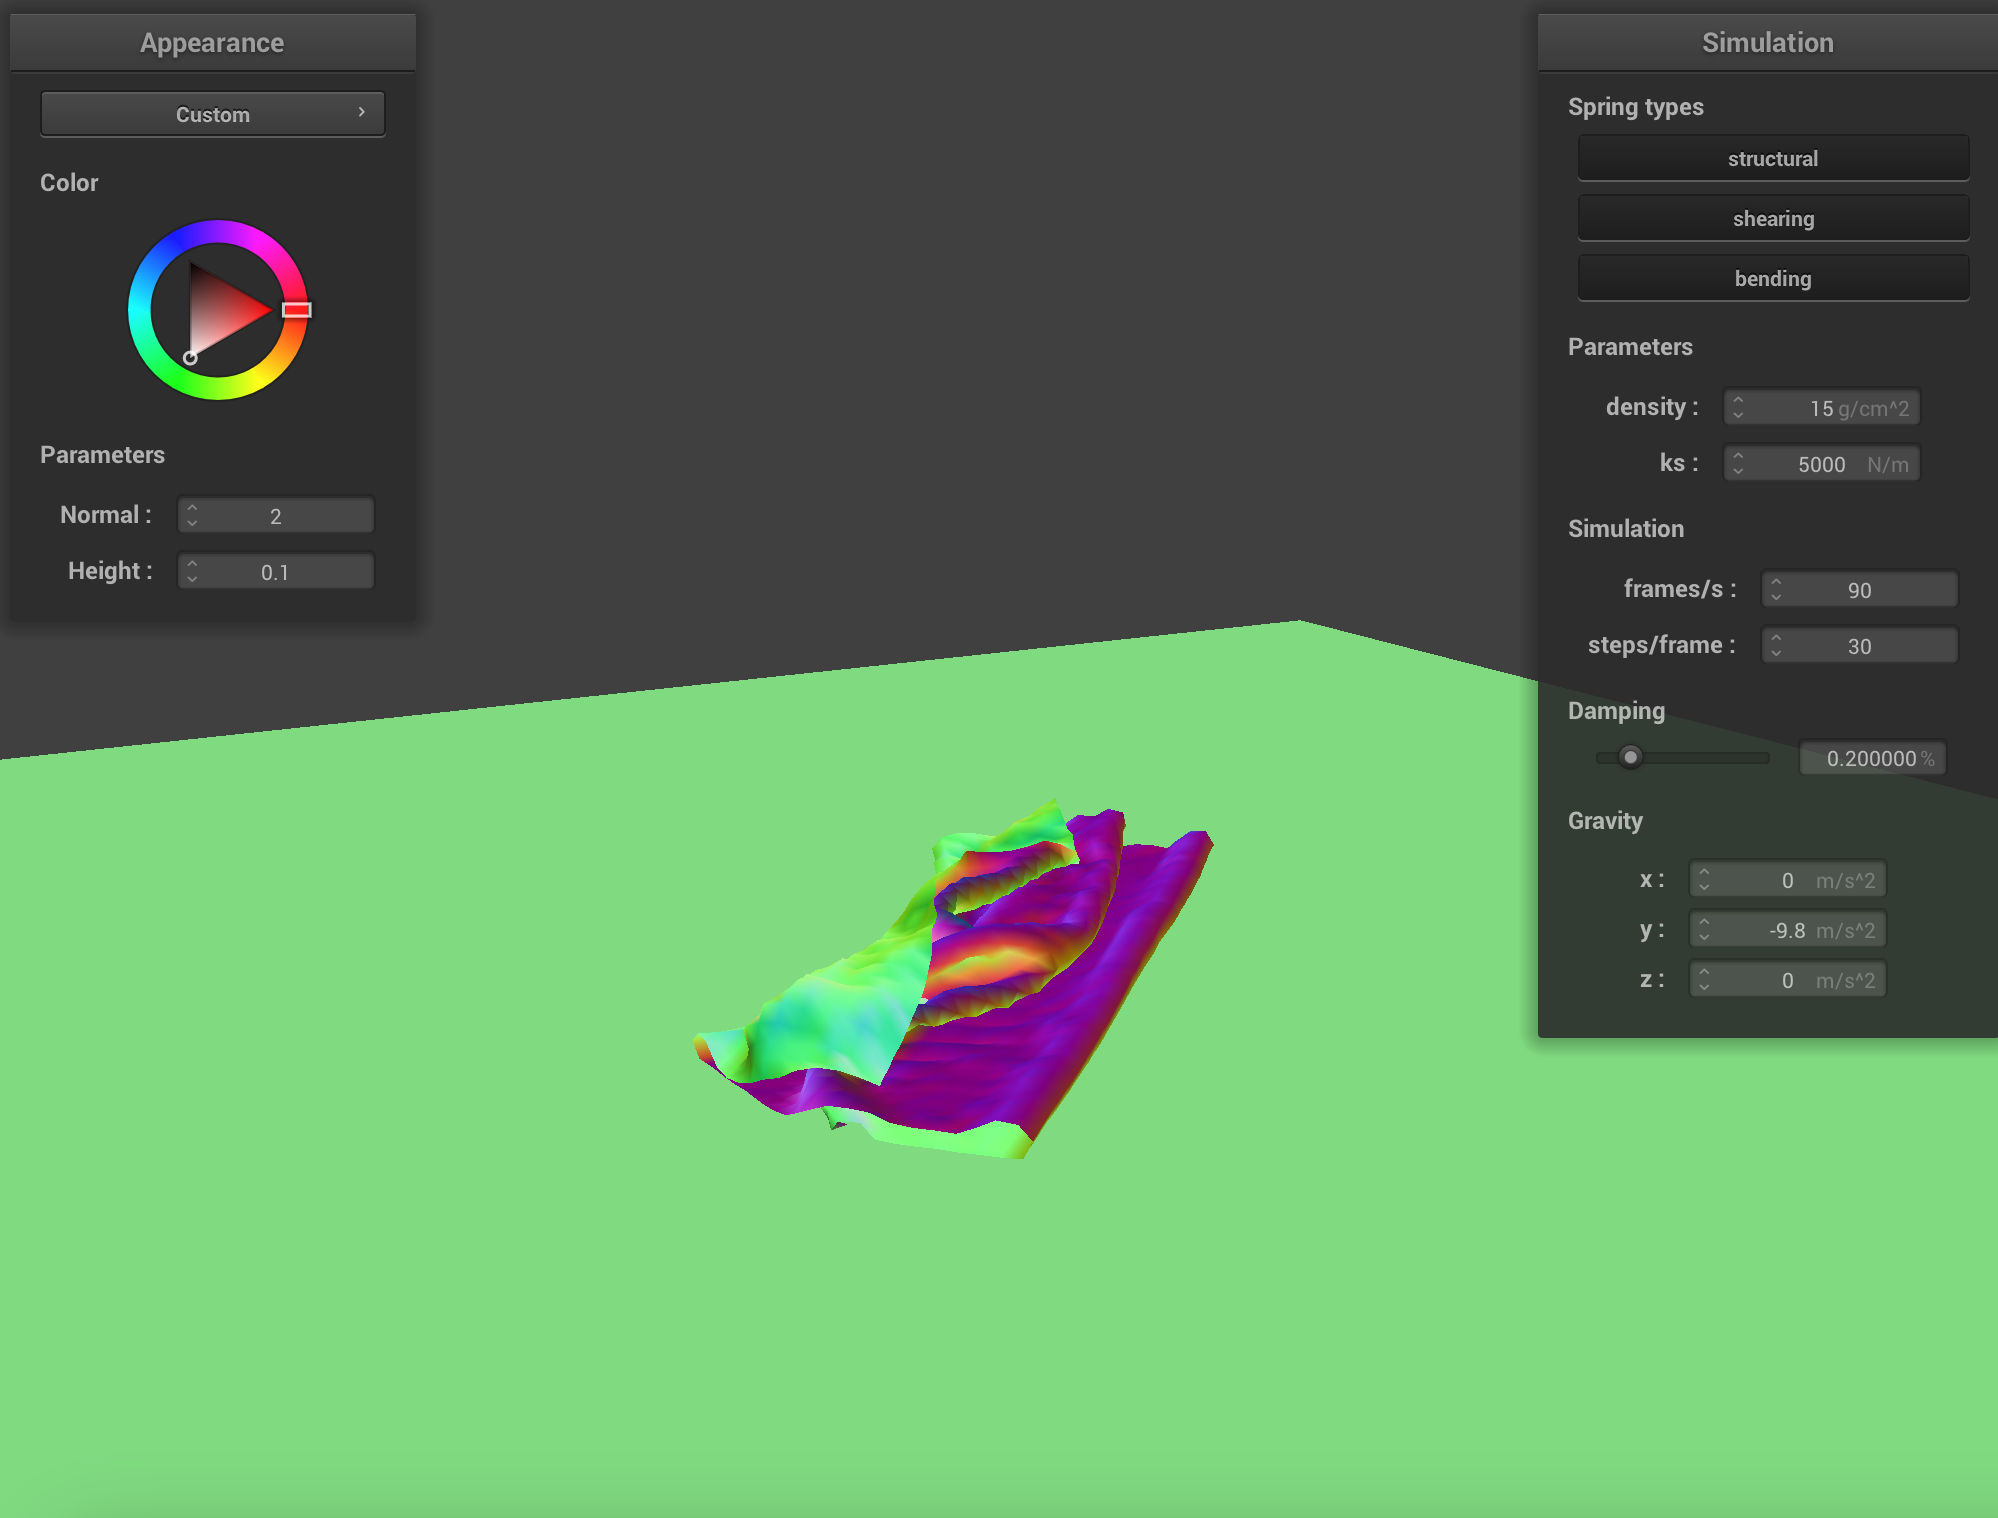 Appearance
Custom
Color
Parameters
Normal : 2
Height : 0.1
Simulation
Spring types
structural
shearing
bending
Parameters
density : 15 g/cm^2
ks : 5000 N/m
Simulation
frames/s : 90
steps/frame : 30
Damping
0.200000 %
Gravity
x : 0 m/s^2
y : -9.8 m/s^2
z : 0 m/s^2